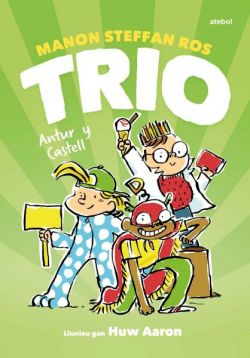 atebol
MANON STEFFAN ROS
TRIO
Antur y
Castell
Lluniau gan Huw Aaron